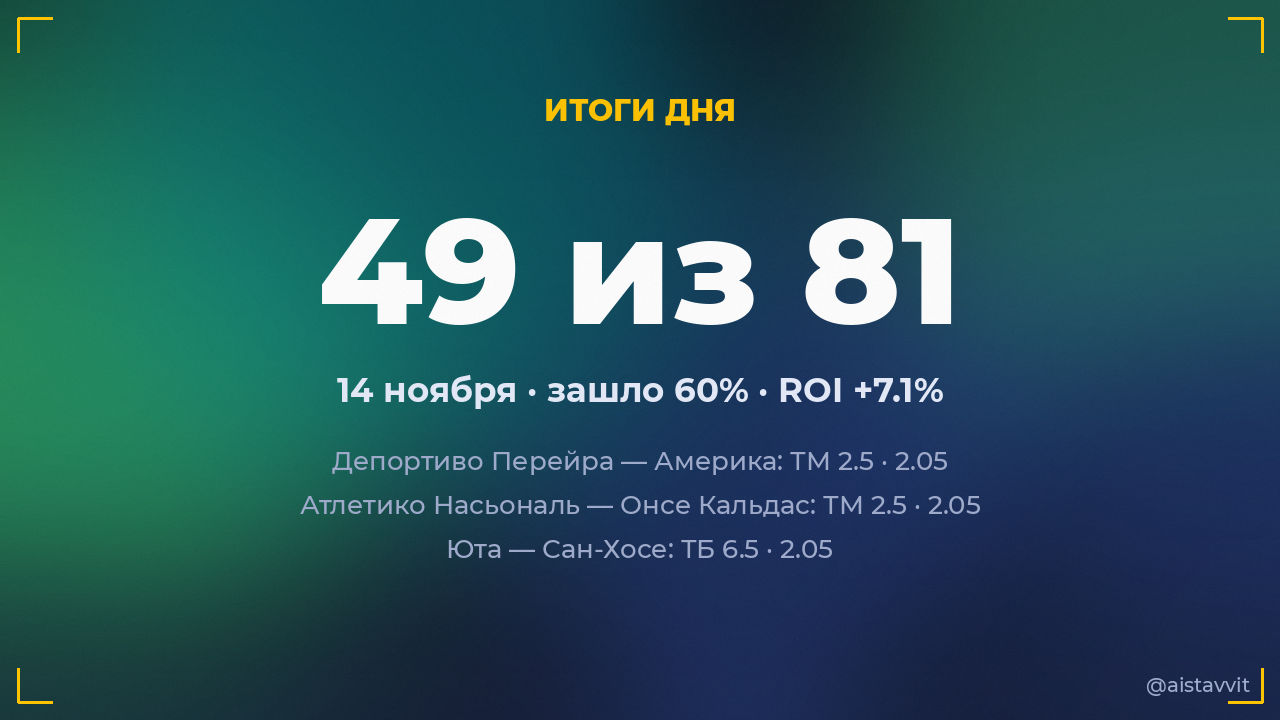 ИТОГИ ДНЯ
49 из 81
14 ноября · зашло 60% · ROI +7.1%
Депортиво Перейра — Америка: ТМ 2.5 · 2.05
Атлетико Насьональ — Онсе Кальдас: ТМ 2.5 · 2.05
Юта — Сан-Хосе: ТБ 6.5 · 2.05
@aistavvit